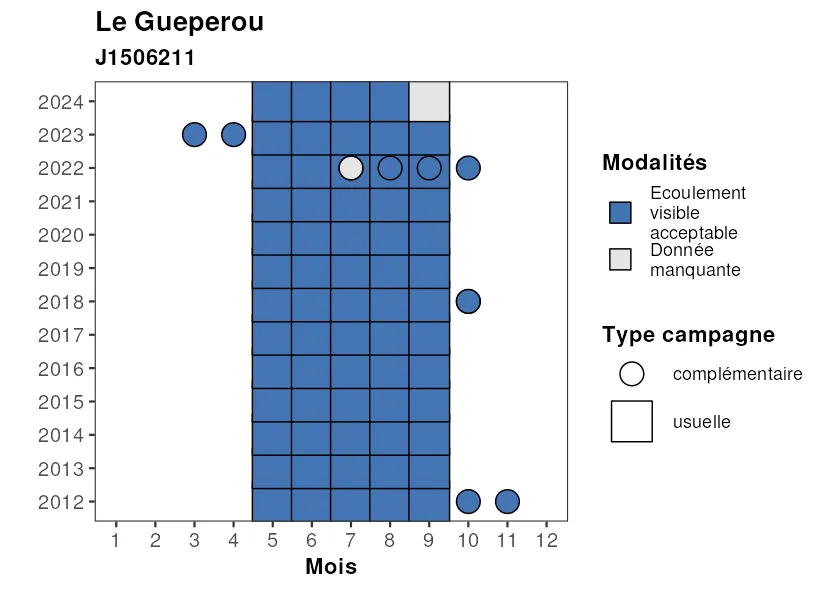 Le Gueperou
J1506211
2024
2023
2022
2021
2020
2019
2018
2017
2016
2015
2014
2013
2012
1 2 3 4 5 6 7 8 9 10 11 12
Mois
Modalités
Ecoulement
visible
acceptable
Donnée
manquante
Type campagne
complémentaire
usuelle